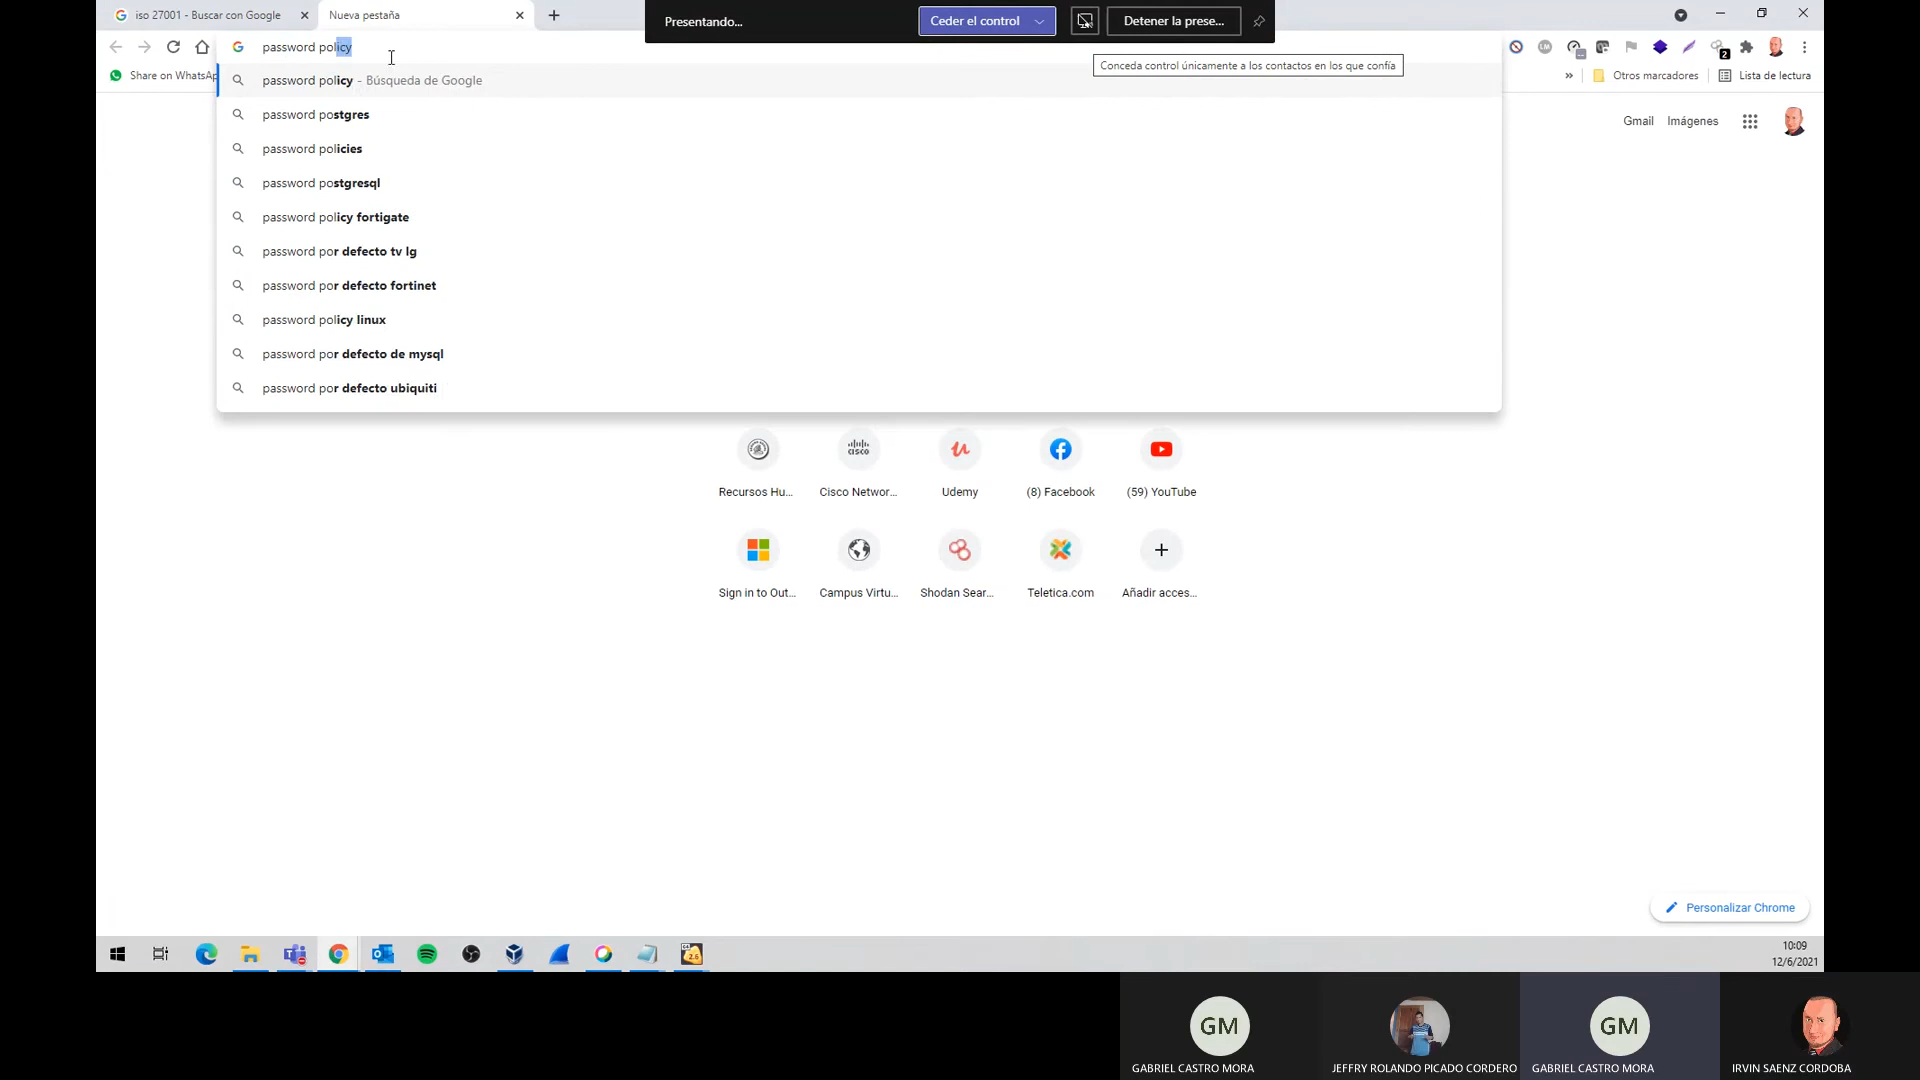 iso 27001 - Buscar con Google
Nueva pestaña
Presentando...
Ceder el control
Detener la prese...
password policy
Conceda control únicamente a los contactos en los que confía
Share on WhatsAp
Otros marcadores
Lista de lectura
password policy - Búsqueda de Google
password postgres
password policies
password postgresql
password policy fortigate
password por defecto tv lg
password por defecto fortinet
password policy linux
password por defecto de mysql
password por defecto ubiquiti
Gmail
Imágenes
Recursos Hu...
Cisco Networ...
Udemy
(8) Facebook
(59) YouTube
Sign in to Out...
Campus Virtu...
Shodan Sear...
Teletica.com
Añadir acces...
Personalizar Chrome
10:09
12/6/2021
GM
GM
GABRIEL CASTRO MORA
JEFFRY ROLANDO PICADO CORDERO
GABRIEL CASTRO MORA
IRVIN SAENZ CORDOBA